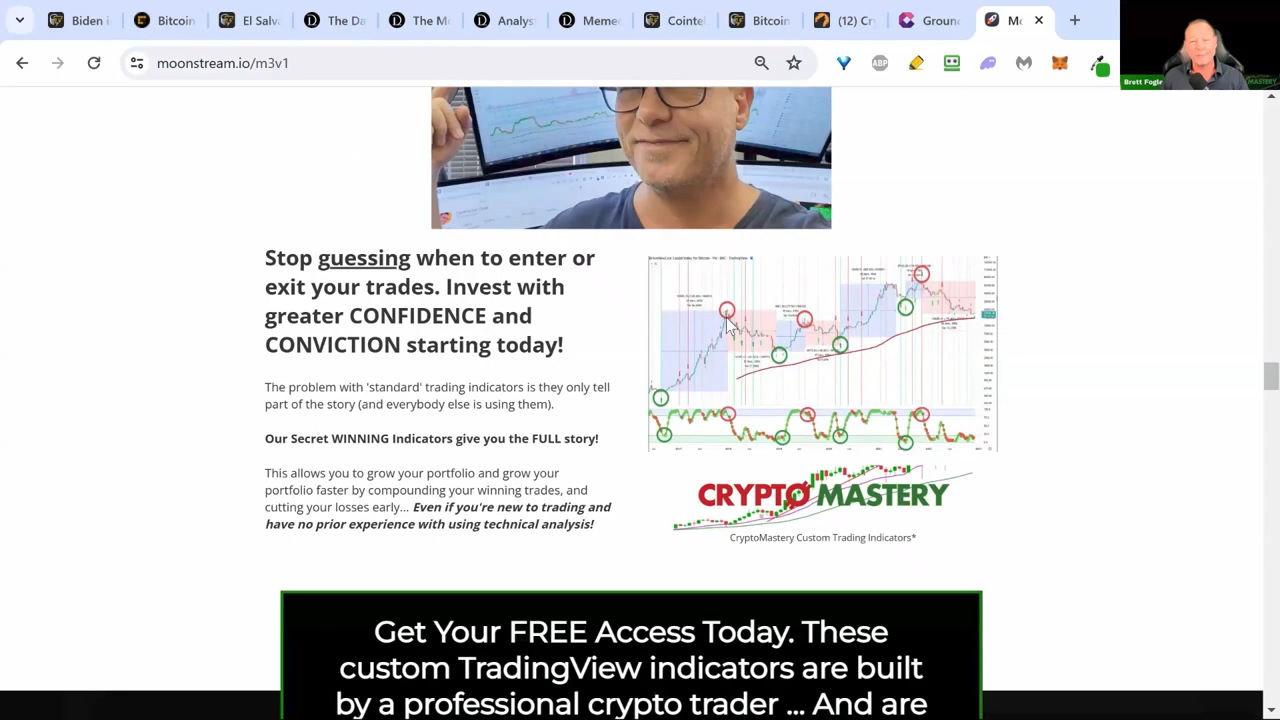 Biden i
Bitcoin
El Salv
The Da
The Mo
Analys
Memec
Cointel
Bitcoin
(12) Cr
Groun
Mo
moonstream.io/m3v1
ABP
Brett Fogle
MASTERY
Stop guessing when to enter or
exit your trades. Invest with
greater CONFIDENCE and
CONVICTION starting today!
The problem with 'standard' trading indicators is they only tell
part of the story (and everybody else is using them)
Our Secret WINNING Indicators give you the FULL story!
This allows you to grow your portfolio and grow your
portfolio faster by compounding your winning trades, and
cutting your losses early... Even if you're new to trading and
have no prior experience with using technical analysis!
CRYPTO MASTERY
CryptoMastery Custom Trading Indicators*
Get Your FREE Access Today. These
custom TradingView indicators are built
by a professional crypto trader ... And are